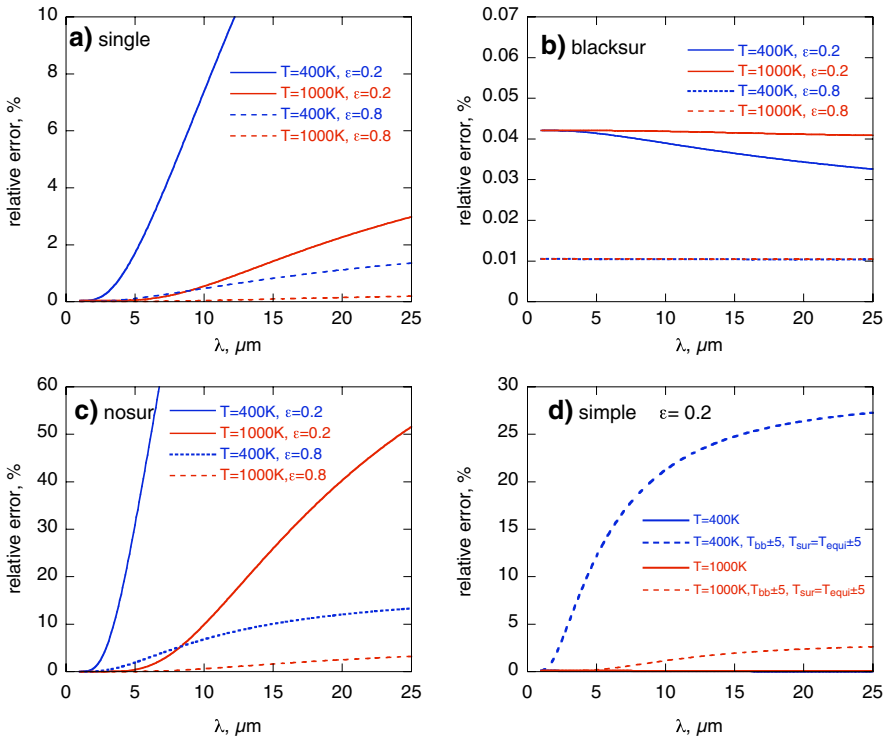 a) single
T=400K, ε=0.2
T=1000K, ε=0.2
T=400K, ε=0.8
T=1000K, ε=0.8
relative error, %
10
8
6
4
2
0
0 5 10 15 20 25
λ, µm
b) blacksur
T=400K, ε=0.2
T=1000K, ε=0.2
T=400K, ε=0.8
T=1000K, ε=0.8
relative error, %
0.07
0.06
0.05
0.04
0.03
0.02
0.01
0
0 5 10 15 20 25
λ, µm
c) nosur
T=400K, ε=0.2
T=1000K, ε=0.2
T=400K, ε=0.8
T=1000K,ε=0.8
relative error, %
60
50
40
30
20
10
0
0 5 10 15 20 25
λ, µm
d) simple ε= 0.2
T=400K
T=400K, Tbb±5, Tsur=Tequi±5
T=1000K
T=1000K,Tbb±5, Tsur=Tequi±5
relative error, %
30
25
20
15
10
5
0
0 5 10 15 20 25
λ, µm